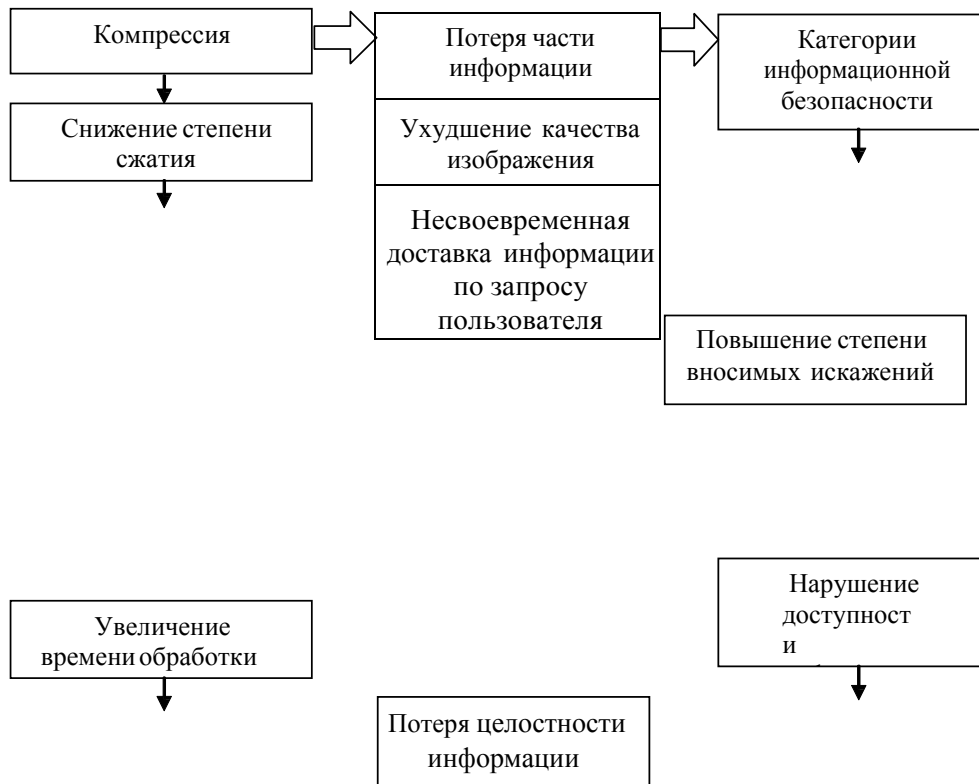 Компрессия
Потеря части
информации
Категории
информационной
безопасности
Снижение степени
сжатия
Ухудшение качества
изображения
Несвоевременная
доставка информации
по запросу
пользователя
Повышение степени
вносимых искажений
Увеличение
времени обработки
Нарушение
доступност
и
Потеря целостности
информации